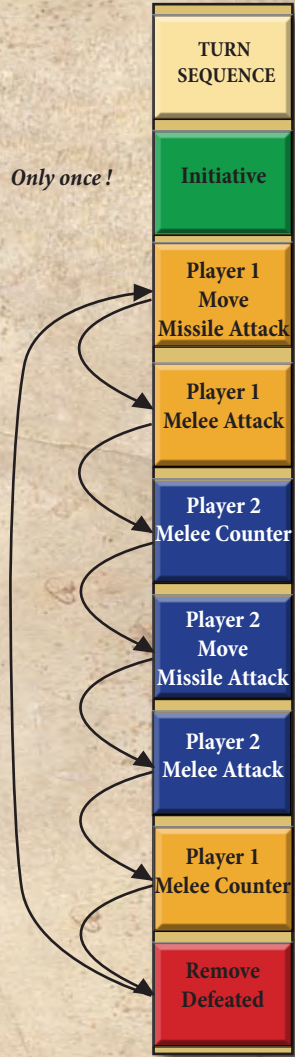 TURN
SEQUENCE
Only once !
Initiative
Player 1
Move
Missile Attack
Player 1
Melee Attack
Player 2
Melee Counter
Player 2
Move
Missile Attack
Player 2
Melee Attack
Player 1
Melee Counter
Remove
Defeated